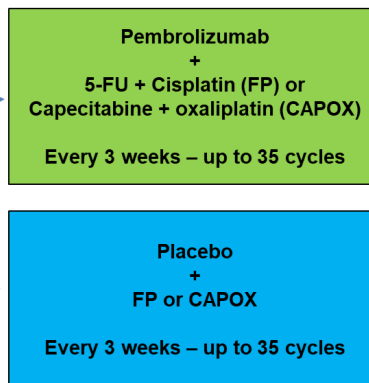 Pembrolizumab
+
5-FU + Cisplatin (FP) or
Capecitabine + oxaliplatin (CAPOX)
Every 3 weeks – up to 35 cycles
Placebo
+
FP or CAPOX
Every 3 weeks – up to 35 cycles